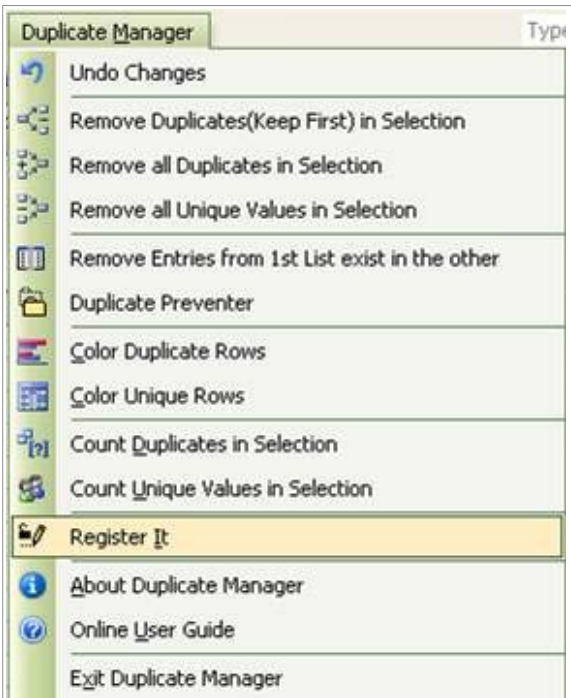 Duplicate Manager
Type
Undo Changes
Remove Duplicates(Keep First) in Selection
Remove all Duplicates in Selection
Remove all Unique Values in Selection
Remove Entries from 1st List exist in the other
Duplicate Preventer
Color Duplicate Rows
Color Unique Rows
Count Duplicates in Selection
Count Unique Values in Selection
Register It
About Duplicate Manager
Online User Guide
Exit Duplicate Manager